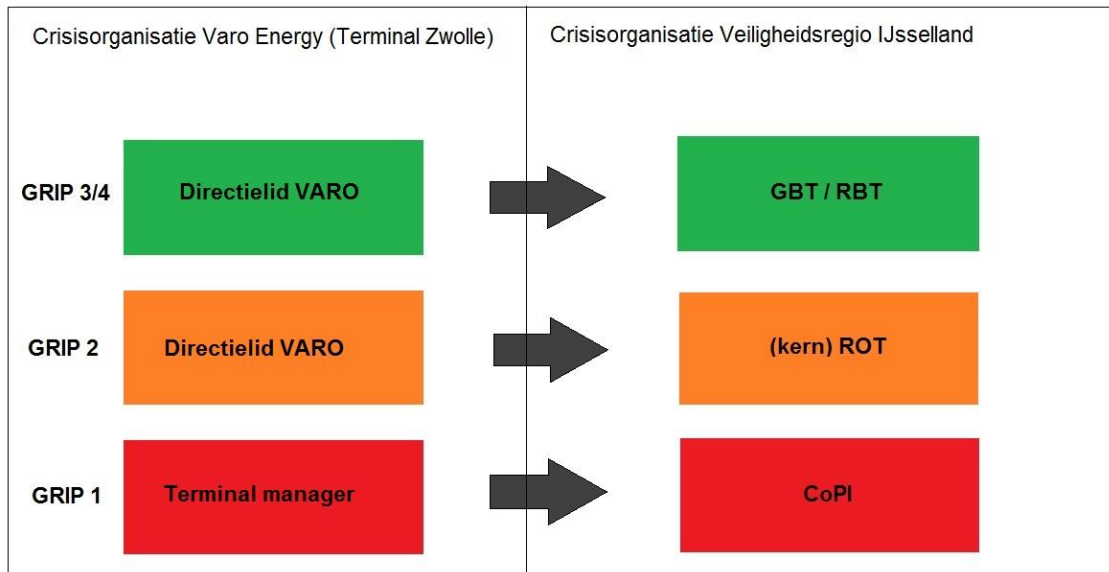 Crisisorganisatie Varo Energy (Terminal Zwolle)
Crisisorganisatie Veiligheidsregio IJsselland
GRIP 3/4
Directielid VARO
GBT / RBT
GRIP 2
Directielid VARO
(kern) ROT
GRIP 1
Terminal manager
CoPI